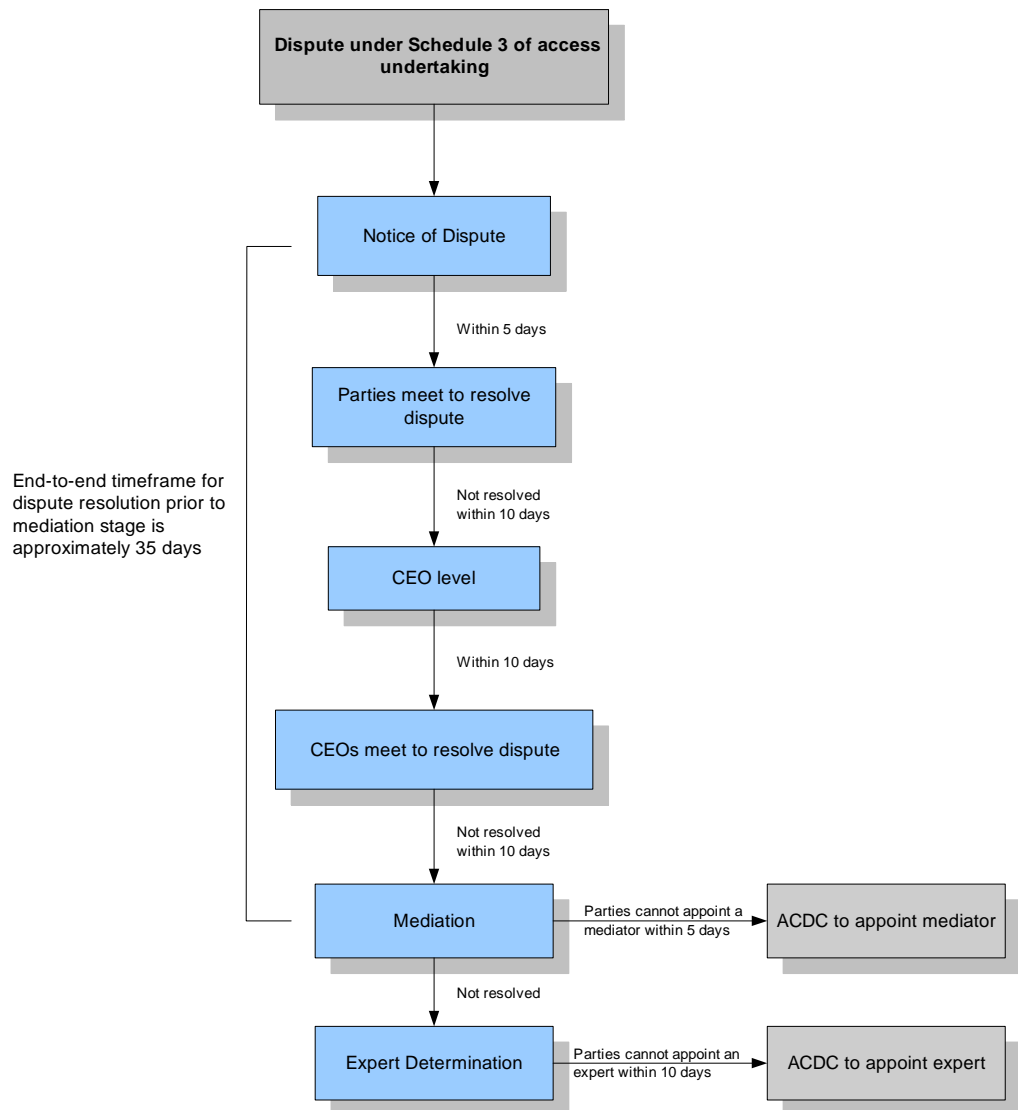 Dispute under Schedule 3 of access
undertaking
Notice of Dispute
Within 5 days
Parties meet to resolve
dispute
Not resolved
within 10 days
End-to-end timeframe for
dispute resolution prior to
mediation stage is
approximately 35 days
CEO level
Within 10 days
CEOs meet to resolve dispute
Not resolved
within 10 days
Mediation
Parties cannot appoint a
mediator within 5 days
ACDC to appoint mediator
Not resolved
Expert Determination
Parties cannot appoint an
expert within 10 days
ACDC to appoint expert